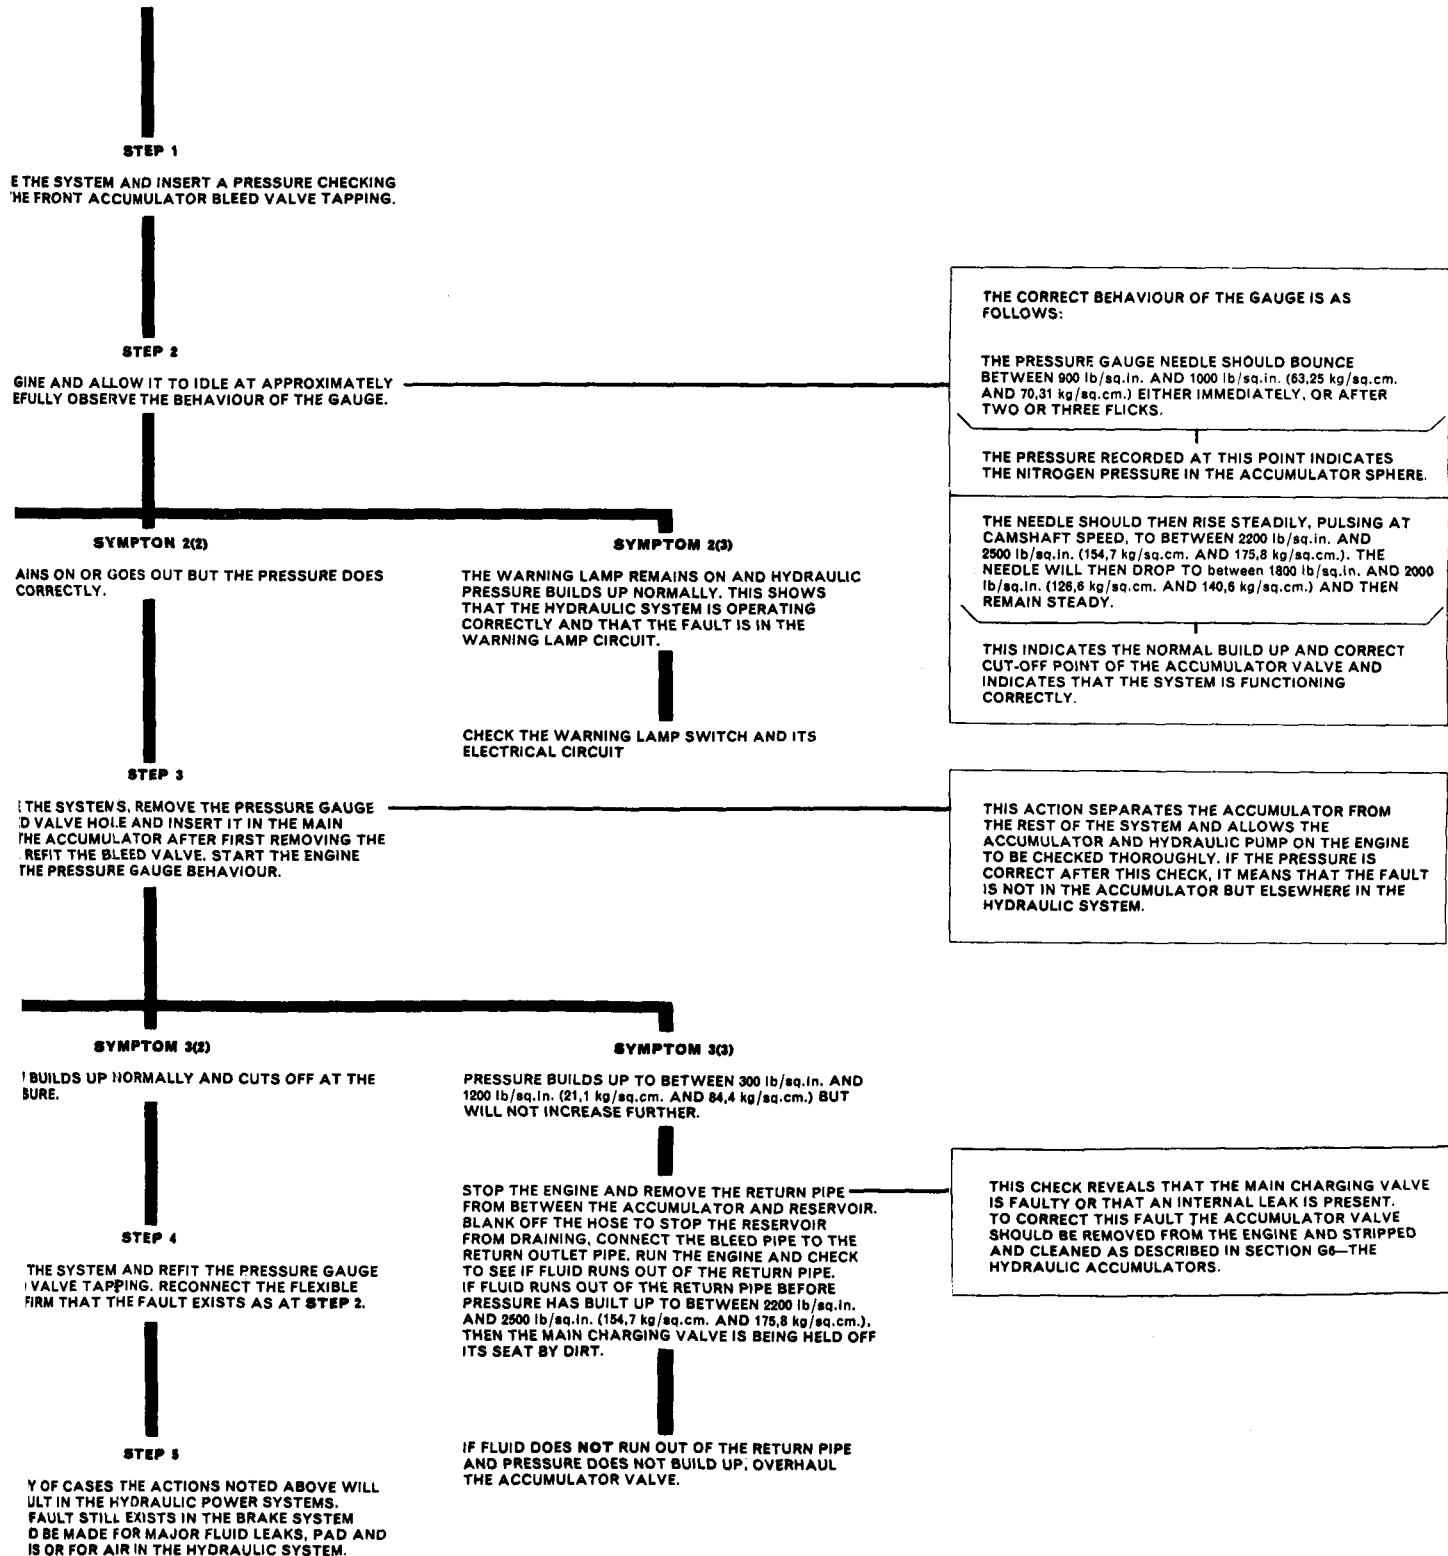 STEP 1
THE SYSTEM AND INSERT A PRESSURE CHECKING
THE FRONT ACCUMULATOR BLEED VALVE TAPPING.
STEP 2
GINE AND ALLOW IT TO IDLE AT APPROXIMATELY
EFULLY OBSERVE THE BEHAVIOUR OF THE GAUGE.
THE CORRECT BEHAVIOUR OF THE GAUGE IS AS
FOLLOWS:
THE PRESSURE GAUGE NEEDLE SHOULD BOUNCE
BETWEEN 900 lb/sq.in. AND 1000 lb/sq.in. (63,25 kg/sq.cm.
AND 70,31 kg/sq.cm.) EITHER IMMEDIATELY, OR AFTER
TWO OR THREE FLICKS.
THE PRESSURE RECORDED AT THIS POINT INDICATES
THE NITROGEN PRESSURE IN THE ACCUMULATOR SPHERE.
THE NEEDLE SHOULD THEN RISE STEADILY, PULSING AT
CAMSHAFT SPEED, TO BETWEEN 2200 lb/sq.in. AND
2500 lb/sq.in. (154,7 kg/sq.cm. AND 175,8 kg/sq.cm.). THE
NEEDLE WILL THEN DROP TO between 1800 lb/sq.in. AND 2000
lb/sq.in. (126,6 kg/sq.cm. AND 140,6 kg/sq.cm.) AND THEN
REMAIN STEADY.
THIS INDICATES THE NORMAL BUILD UP AND CORRECT
CUT-OFF POINT OF THE ACCUMULATOR VALVE AND
INDICATES THAT THE SYSTEM IS FUNCTIONING
CORRECTLY.
SYMPTON 2(2)
AINS ON OR GOES OUT BUT THE PRESSURE DOES
CORRECTLY.
SYMPTOM 2(3)
THE WARNING LAMP REMAINS ON AND HYDRAULIC
PRESSURE BUILDS UP NORMALLY. THIS SHOWS
THAT THE HYDRAULIC SYSTEM IS OPERATING
CORRECTLY AND THAT THE FAULT IS IN THE
WARNING LAMP CIRCUIT.
CHECK THE WARNING LAMP SWITCH AND ITS
ELECTRICAL CIRCUIT
STEP 3
THE SYSTEMS, REMOVE THE PRESSURE GAUGE
D VALVE HOLE AND INSERT IT IN THE MAIN
THE ACCUMULATOR AFTER FIRST REMOVING THE
REFIT THE BLEED VALVE. START THE ENGINE
THE PRESSURE GAUGE BEHAVIOUR.
THIS ACTION SEPARATES THE ACCUMULATOR FROM
THE REST OF THE SYSTEM AND ALLOWS THE
ACCUMULATOR AND HYDRAULIC PUMP ON THE ENGINE
TO BE CHECKED THOROUGHLY. IF THE PRESSURE IS
CORRECT AFTER THIS CHECK, IT MEANS THAT THE FAULT
IS NOT IN THE ACCUMULATOR BUT ELSEWHERE IN THE
HYDRAULIC SYSTEM.
SYMPTOM 3(2)
BUILDS UP NORMALLY AND CUTS OFF AT THE
SURE.
SYMPTOM 3(3)
PRESSURE BUILDS UP TO BETWEEN 300 lb/sq.in. AND
1200 lb/sq.in. (21,1 kg/sq.cm. AND 84,4 kg/sq.cm.) BUT
WILL NOT INCREASE FURTHER.
STOP THE ENGINE AND REMOVE THE RETURN PIPE
FROM BETWEEN THE ACCUMULATOR AND RESERVOIR.
BLANK OFF THE HOSE TO STOP THE RESERVOIR
FROM DRAINING, CONNECT THE BLEED PIPE TO THE
RETURN OUTLET PIPE. RUN THE ENGINE AND CHECK
TO SEE IF FLUID RUNS OUT OF THE RETURN PIPE.
IF FLUID RUNS OUT OF THE RETURN PIPE BEFORE
PRESSURE HAS BUILT UP TO BETWEEN 2200 lb/sq.in.
AND 2500 lb/sq.in. (154,7 kg/sq.cm. AND 175,8 kg/sq.cm.),
THEN THE MAIN CHARGING VALVE IS BEING HELD OFF
ITS SEAT BY DIRT.
THIS CHECK REVEALS THAT THE MAIN CHARGING VALVE
IS FAULTY OR THAT AN INTERNAL LEAK IS PRESENT.
TO CORRECT THIS FAULT THE ACCUMULATOR VALVE
SHOULD BE REMOVED FROM THE ENGINE AND STRIPPED
AND CLEANED AS DESCRIBED IN SECTION G6—THE
HYDRAULIC ACCUMULATORS.
STEP 4
THE SYSTEM AND REFIT THE PRESSURE GAUGE
VALVE TAPPING. RECONNECT THE FLEXIBLE
FIRM THAT THE FAULT EXISTS AS AT STEP 2.
IF FLUID DOES NOT RUN OUT OF THE RETURN PIPE
AND PRESSURE DOES NOT BUILD UP, OVERHAUL
THE ACCUMULATOR VALVE.
STEP 5
Y OF CASES THE ACTIONS NOTED ABOVE WILL
ULT IN THE HYDRAULIC POWER SYSTEMS.
FAULT STILL EXISTS IN THE BRAKE SYSTEM
D BE MADE FOR MAJOR FLUID LEAKS, PAD AND
IS OR FOR AIR IN THE HYDRAULIC SYSTEM.